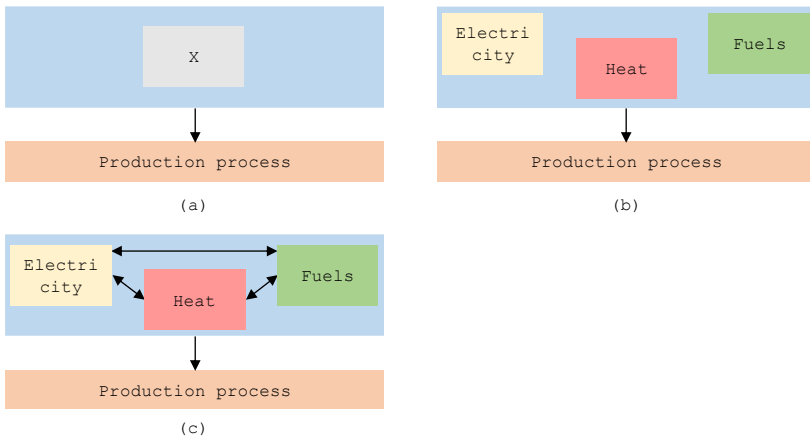 X
Production process
(a)
Electri
city
Heat
Fuels
Production process
(b)
Electri
city
Heat
Fuels
Production process
(c)